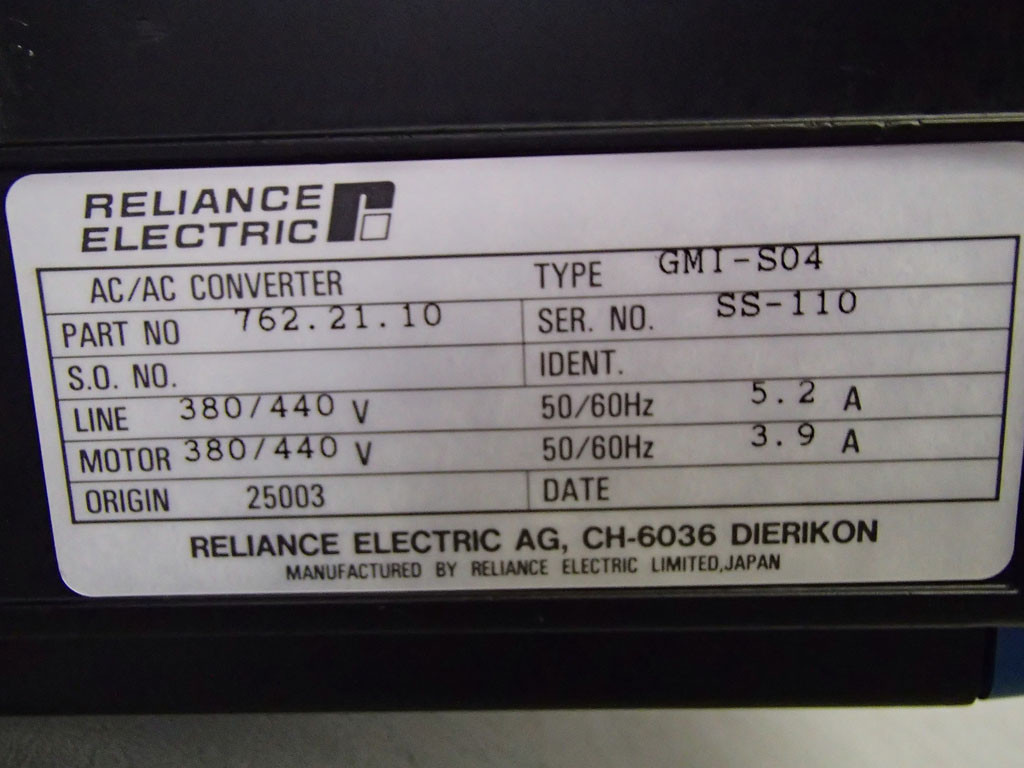 RELIANCE
ELECTRIC
AC/AC CONVERTER TYPE GMI-S04
PART NO 762.21.10 SER. NO. SS-110
S.O. NO. IDENT.
LINE 380/440 V 50/60Hz 5.2 A
MOTOR 380/440 V 50/60Hz 3.9 A
ORIGIN 25003 DATE
RELIANCE ELECTRIC AG, CH-6036 DIERIKON
MANUFACTURED BY RELIANCE ELECTRIC LIMITED,JAPAN